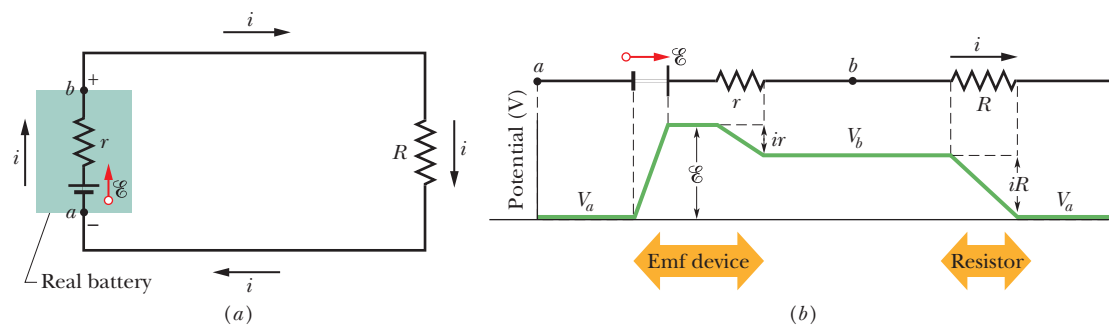 i
b
+
i
r
ℰ
a
−
R
i
Real battery
i
(a)
Potential (V)
a
ℰ
r
b
i
R
ir
V_b
ℰ
iR
V_a
V_a
Emf device
Resistor
(b)